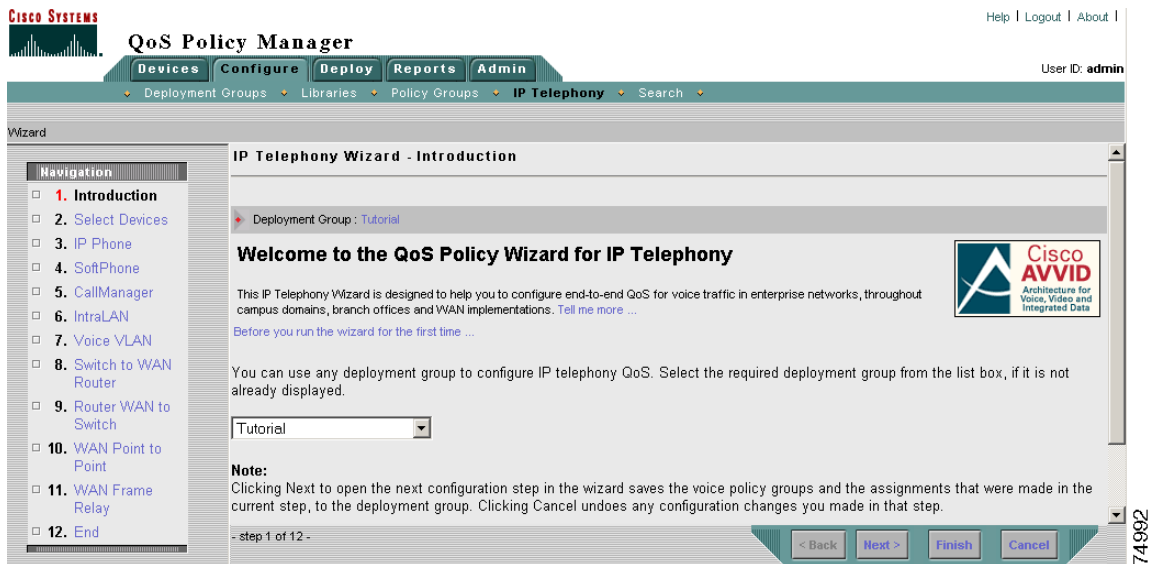 CISCO SYSTEMS
Help | Logout | About |
QoS Policy Manager
Devices Configure Deploy Reports Admin
User ID: admin
Deployment Groups Libraries Policy Groups IP Telephony Search
Wizard
Navigation
1. Introduction
2. Select Devices
3. IP Phone
4. SoftPhone
5. CallManager
6. IntraLAN
7. Voice VLAN
8. Switch to WAN
Router
9. Router WAN to
Switch
10. WAN Point to
Point
11. WAN Frame
Relay
12. End
IP Telephony Wizard - Introduction
Deployment Group : Tutorial
Welcome to the QoS Policy Wizard for IP Telephony
Cisco
AVVID
Architecture for
Voice, Video and
Integrated Data
This IP Telephony Wizard is designed to help you to configure end-to-end QoS for voice traffic in enterprise networks, throughout
campus domains, branch offices and WAN implementations. Tell me more ...
Before you run the wizard for the first time ...
You can use any deployment group to configure IP telephony QoS. Select the required deployment group from the list box, if it is not
already displayed.
Tutorial
Note:
Clicking Next to open the next configuration step in the wizard saves the voice policy groups and the assignments that were made in the
current step, to the deployment group. Clicking Cancel undoes any configuration changes you made in that step.
- step 1 of 12 -
< Back Next > Finish Cancel
74992